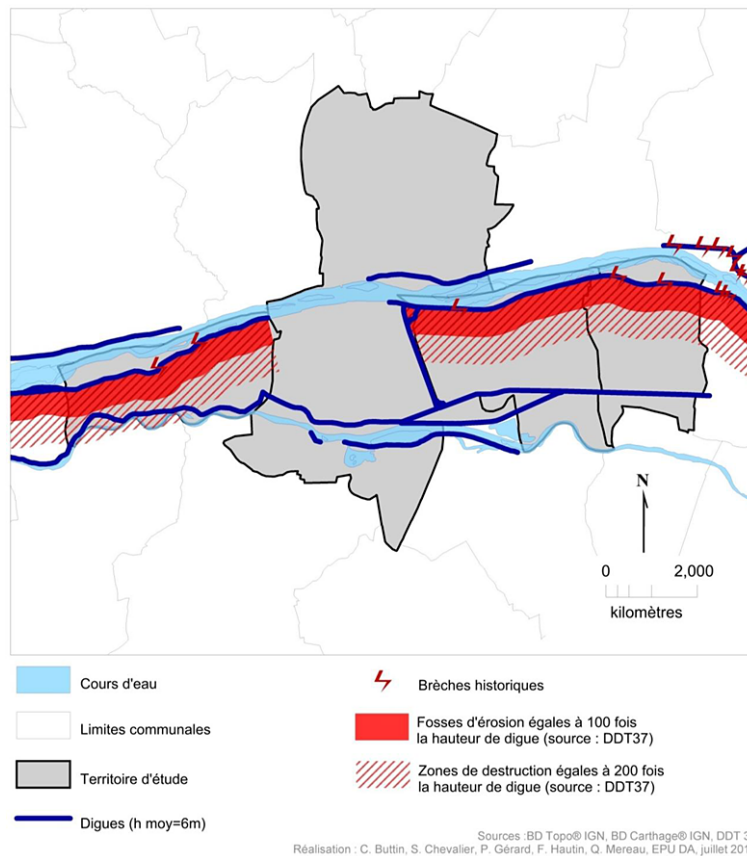 N
0 2,000
kilomètres
Cours d'eau
Limites communales
Territoire d'étude
Digues (h moy=6m)
Brèches historiques
Fosses d'érosion égales à 100 fois
la hauteur de digue (source : DDT37)
Zones de destruction égales à 200 fois
la hauteur de digue (source : DDT37)
Sources :BD Topo® IGN, BD Carthage® IGN, DDT 3
Réalisation : C. Buttin, S. Chevalier, P. Gérard, F. Hautin, Q. Mereau, EPU DA, juillet 201